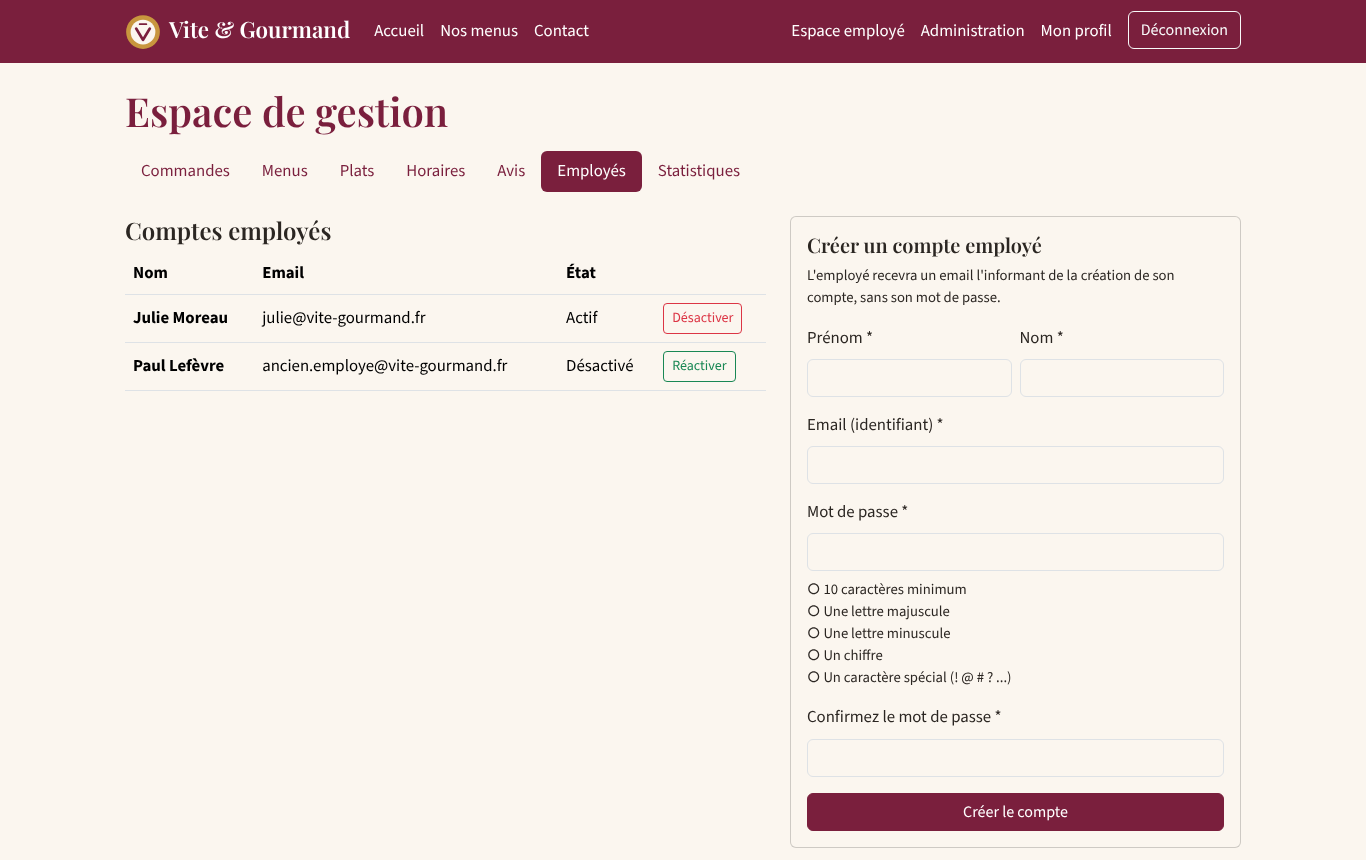 Vite & Gourmand Accueil Nos menus Contact Espace employé Administration Mon profil Déconnexion
Espace de gestion
Commandes Menus Plats Horaires Avis Employés Statistiques
Comptes employés
Nom Email État
Julie Moreau julie@vite-gourmand.fr Actif Désactiver
Paul Lefèvre ancien.employe@vite-gourmand.fr Désactivé Réactiver
Créer un compte employé
L'employé recevra un email l'informant de la création de son
compte, sans son mot de passe.
Prénom * Nom *
Email (identifiant) *
Mot de passe *
10 caractères minimum
Une lettre majuscule
Une lettre minuscule
Un chiffre
Un caractère spécial (! @ # ? ...)
Confirmez le mot de passe *
Créer le compte